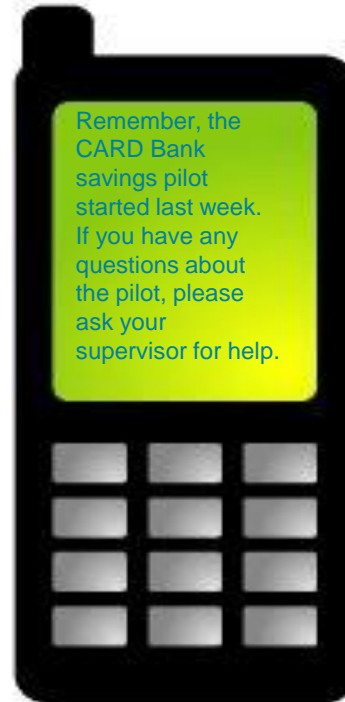 Remember, the
CARD Bank
savings pilot
started last week.
If you have any
questions about
the pilot, please
ask your
supervisor for help.